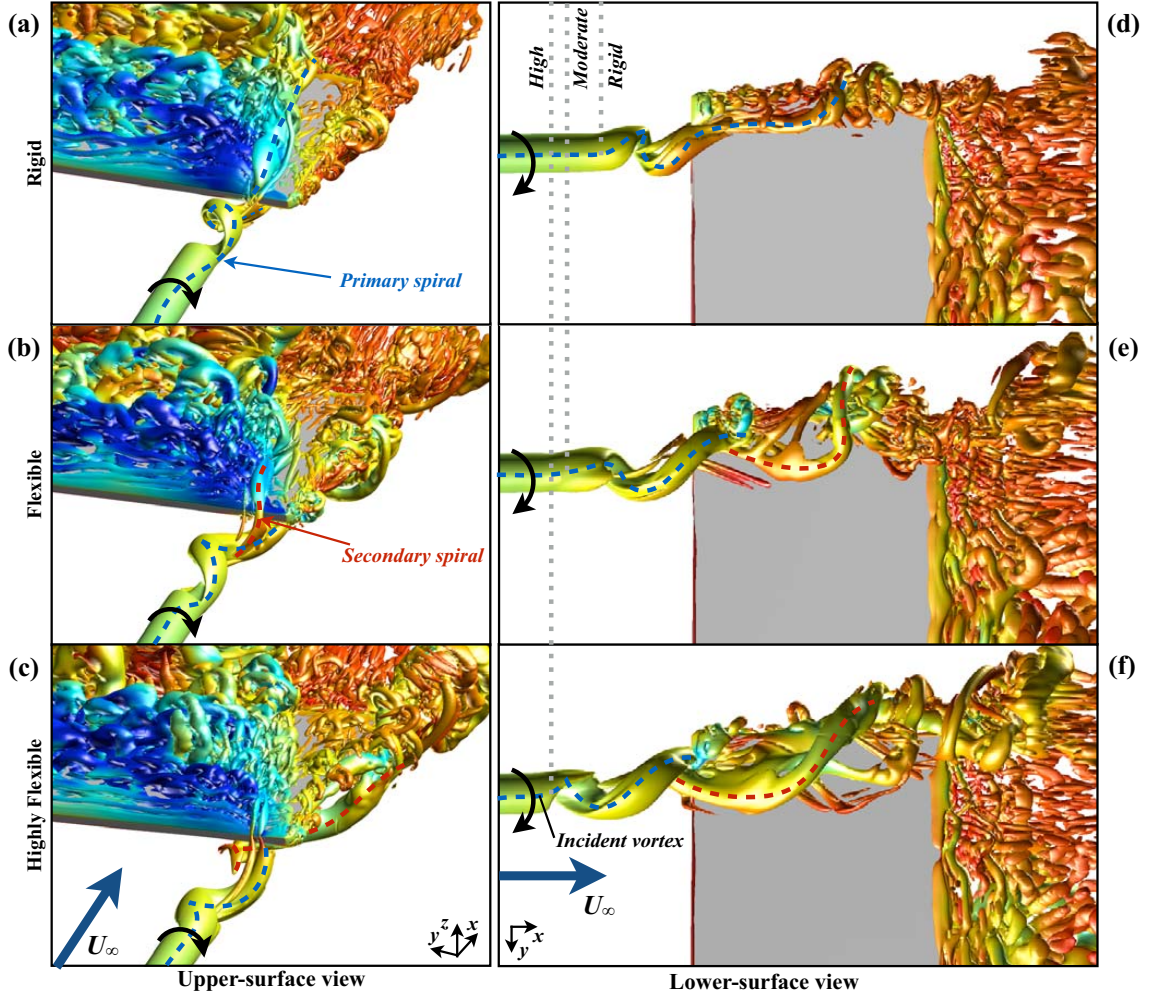 (a)
(d)
High
Moderate
Rigid
Rigid
Primary spiral
(b)
(e)
Flexible
Secondary spiral
(c)
(f)
Highly Flexible
Incident vortex
U∞
U∞
z
y
x
x
y
Upper-surface view
Lower-surface view